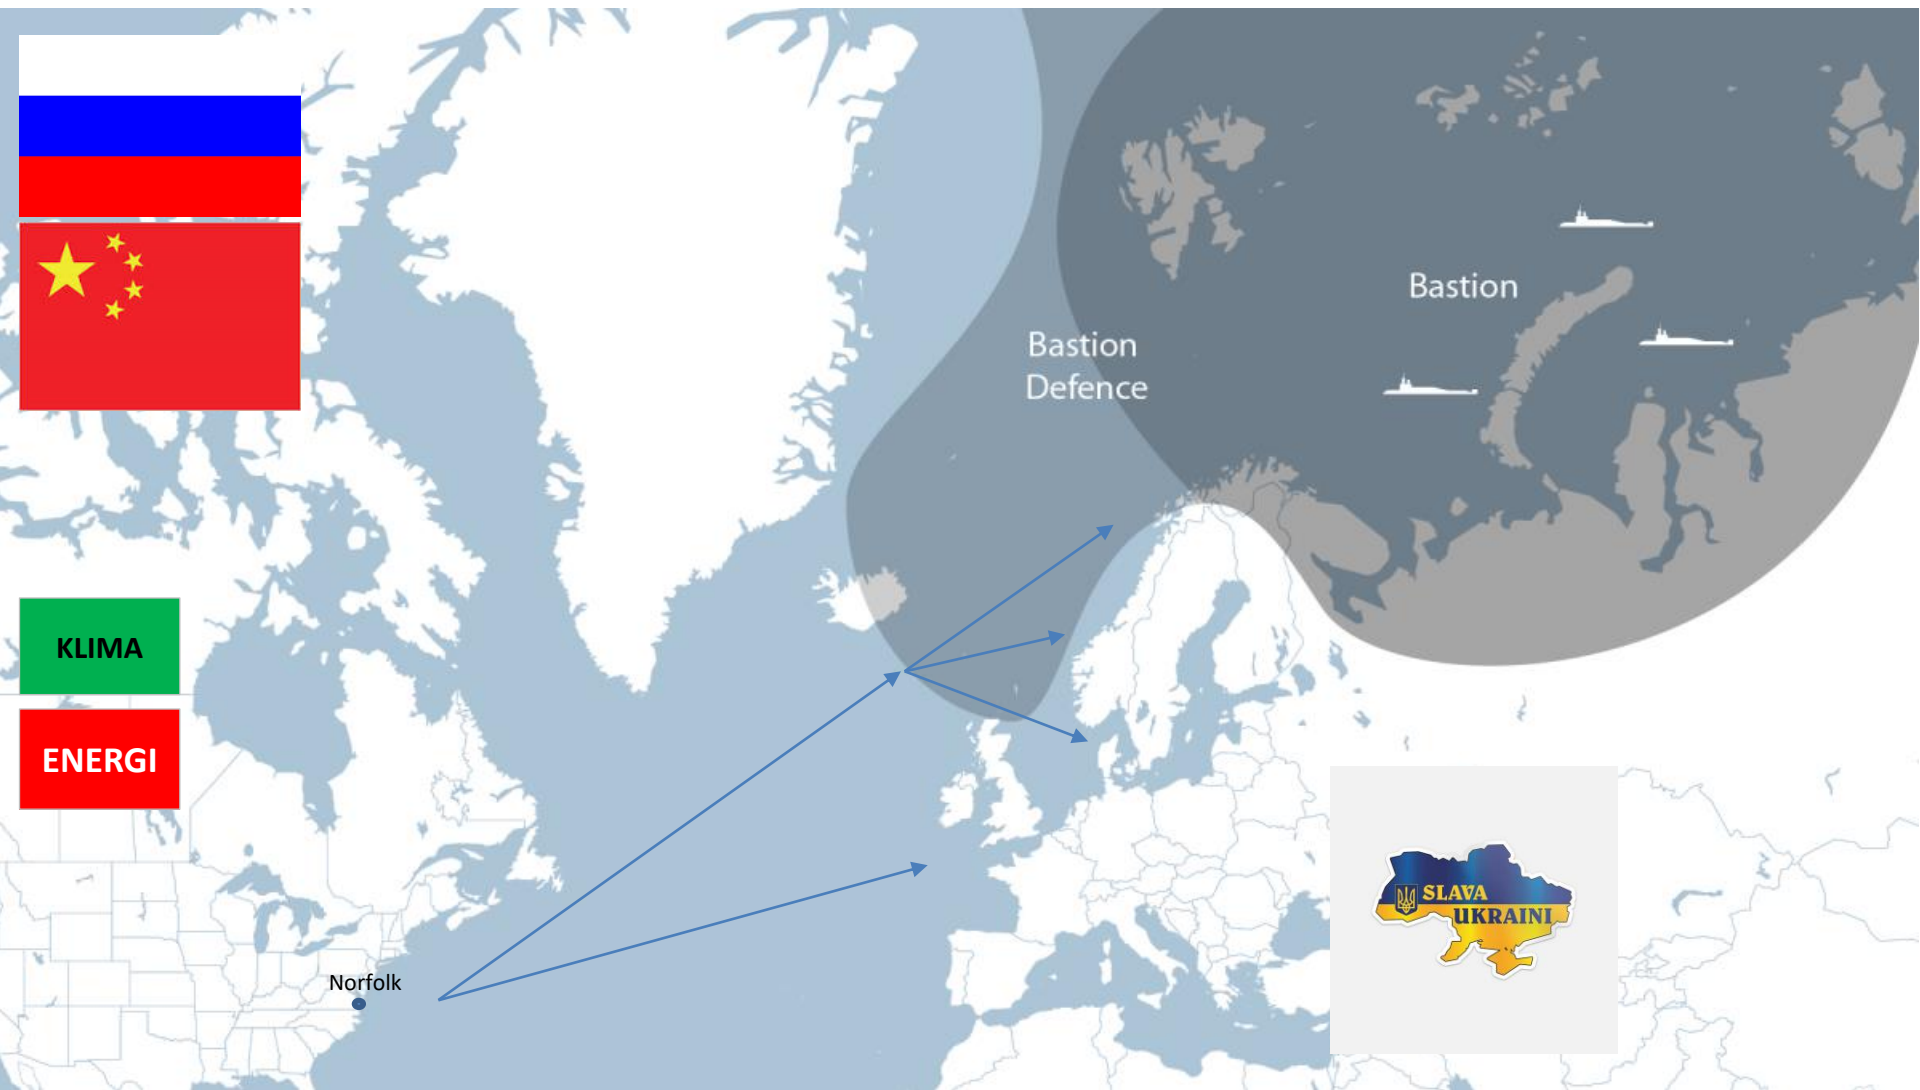 Bastion
Bastion
Defence
KLIMA
ENERGI
SLAVA
UKRAINI
Norfolk